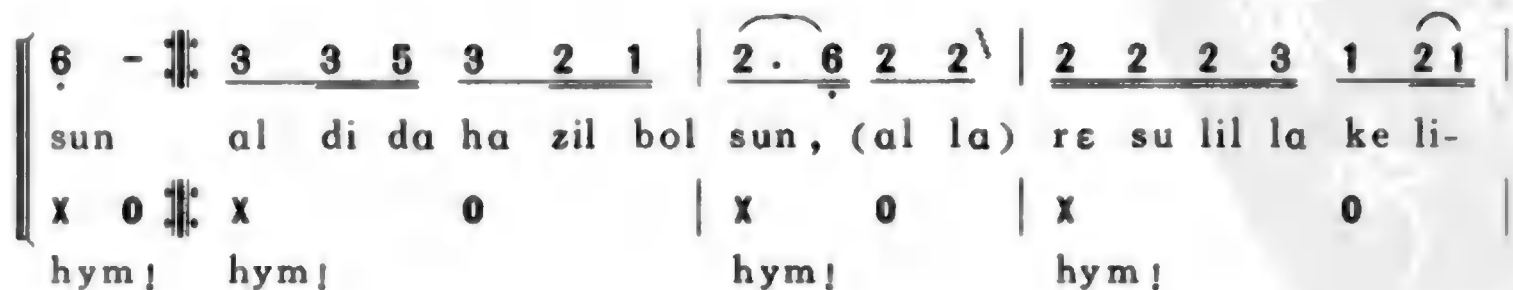 6 - 3 3 5 3 2 1 | 2 . 6 2 2 \ | 2 2 2 3 1 2 1 |
sun al di da ha zil bol sun, (al la) rɛ su lil la ke li-
X 0 X 0 | X 0 | X 0 |
hym! hym! hym! hym!